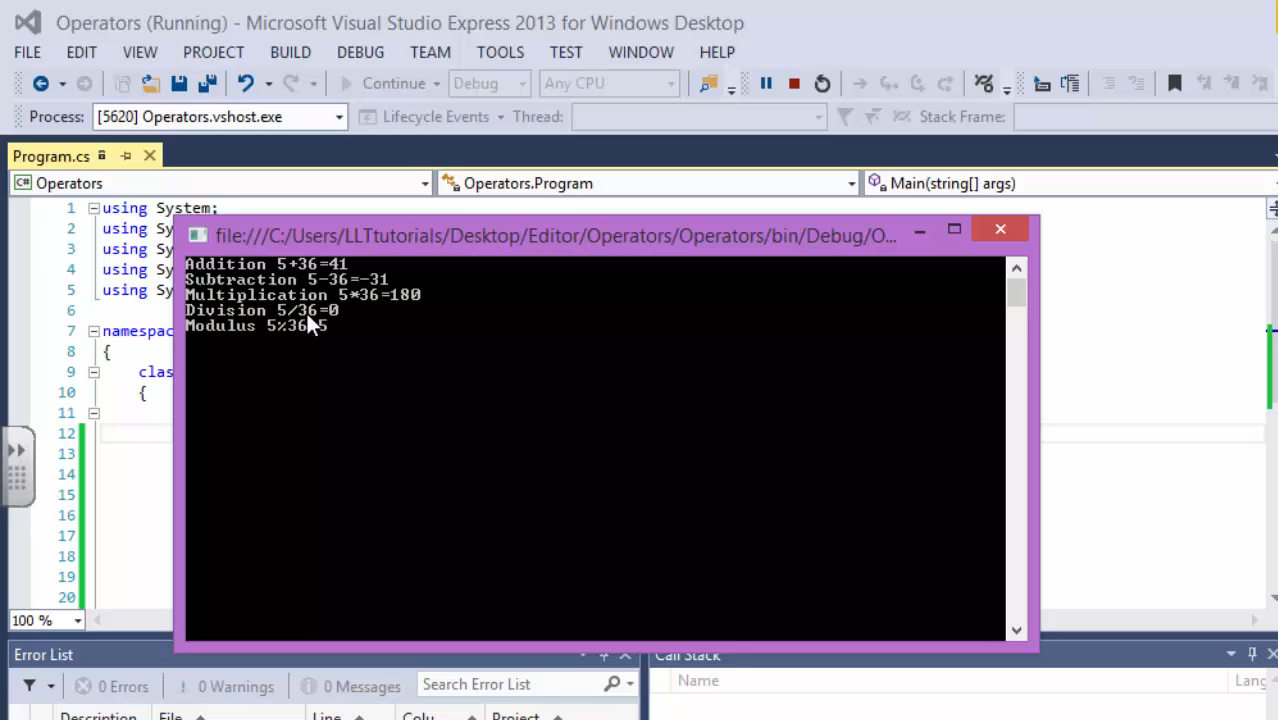 Operators (Running) - Microsoft Visual Studio Express 2013 for Windows Desktop
FILE EDIT VIEW PROJECT BUILD DEBUG TEAM TOOLS TEST WINDOW HELP
Continue Debug Any CPU
Process: [5620] Operators.vshost.exe Lifecycle Events Thread: Stack Frame:
Program.cs
Operators Operators.Program Main(string[] args)
1 using System;
file:///C:/Users/LLTtutorials/Desktop/Editor/Operators/Operators/bin/Debug/O...
2 using Sy
3 using Sy
4 using Sy
5 using Sy
6
7 namespac
8 {
9 clas
10 {
11
12
13
14
15
16
17
18
19
20
Addition 5+36=41
Subtraction 5-36=-31
Multiplication 5*36=180
Division 5/36=0
Modulus 5%36 5
100 %
Error List
Call Stack
0 Errors 0 Warnings 0 Messages Search Error List
Name Lang
Description File Line Colu Project